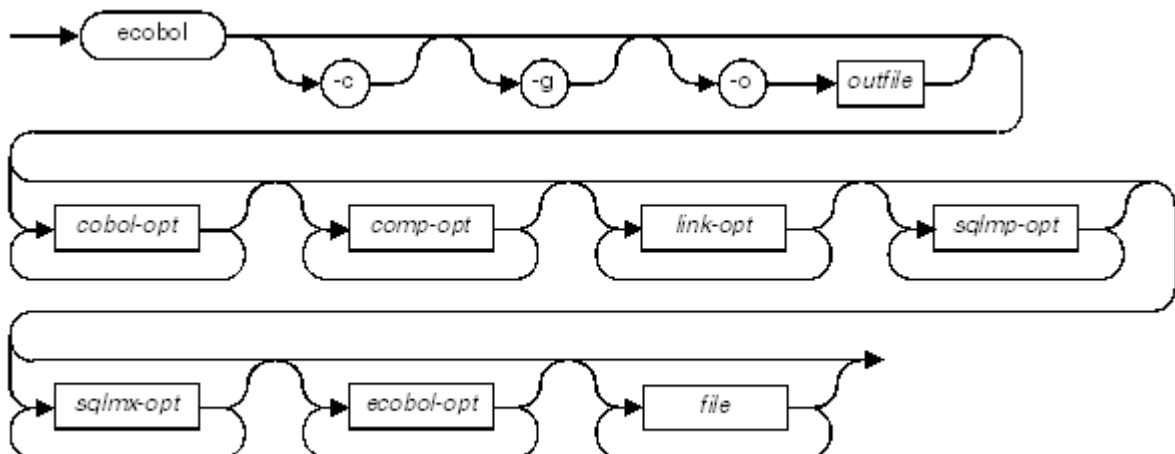 ecobol
-c
-g
-o
outfile
cobol-opt
comp-opt
link-opt
sqlmp-opt
sqlmx-opt
ecobol-opt
file